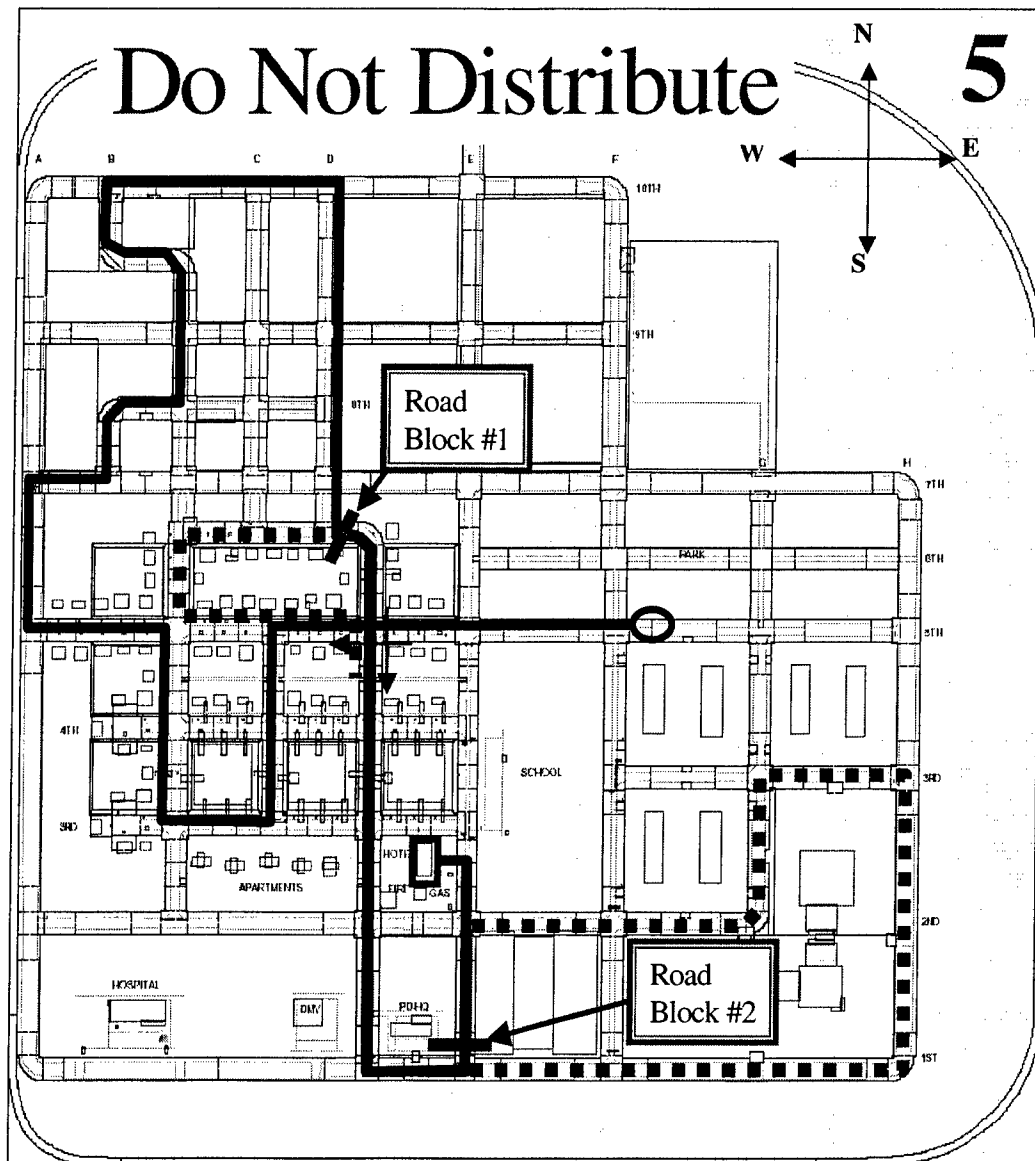 Do Not Distribute
5
N
W
E
S
A
B
C
D
E
F
10TH
9TH
8TH
Road
Block #1
G
H
7TH
PARK
6TH
5TH
4TH
SCHOOL
3RD
3RD
HOTE
APARTMENTS
FIRE
GAS
2ND
HOSPITAL
DMV
PDHQ
Road
Block #2
1ST